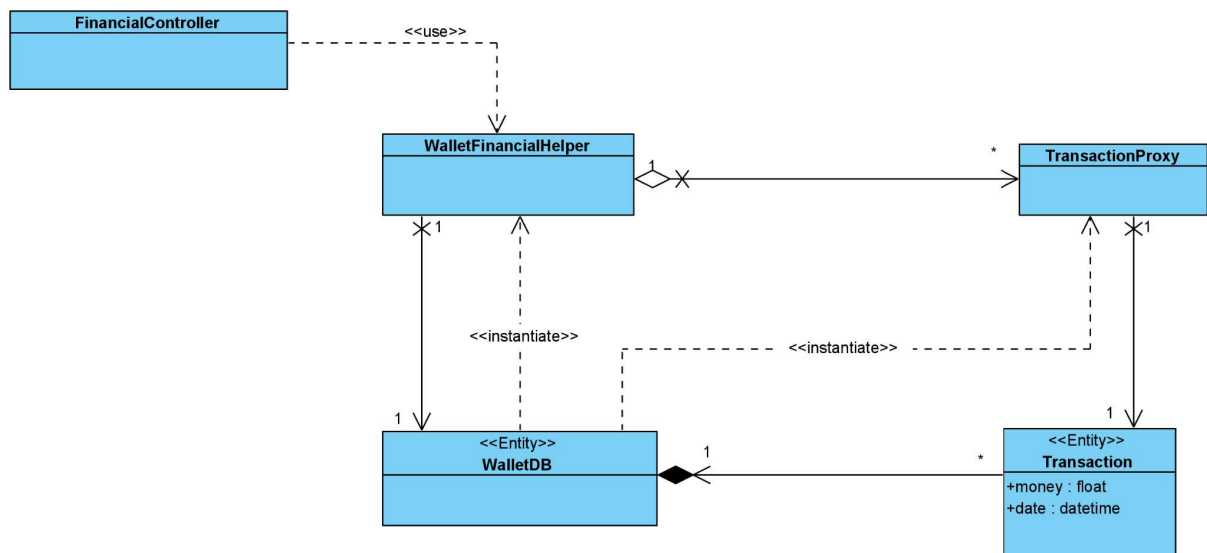 FinancialController
<<use>>
WalletFinancialHelper
1
*
TransactionProxy
1
1
<<instantiate>>
<<instantiate>>
1
1
<<Entity>>
WalletDB
1
*
<<Entity>>
Transaction
+money : float
+date : datetime